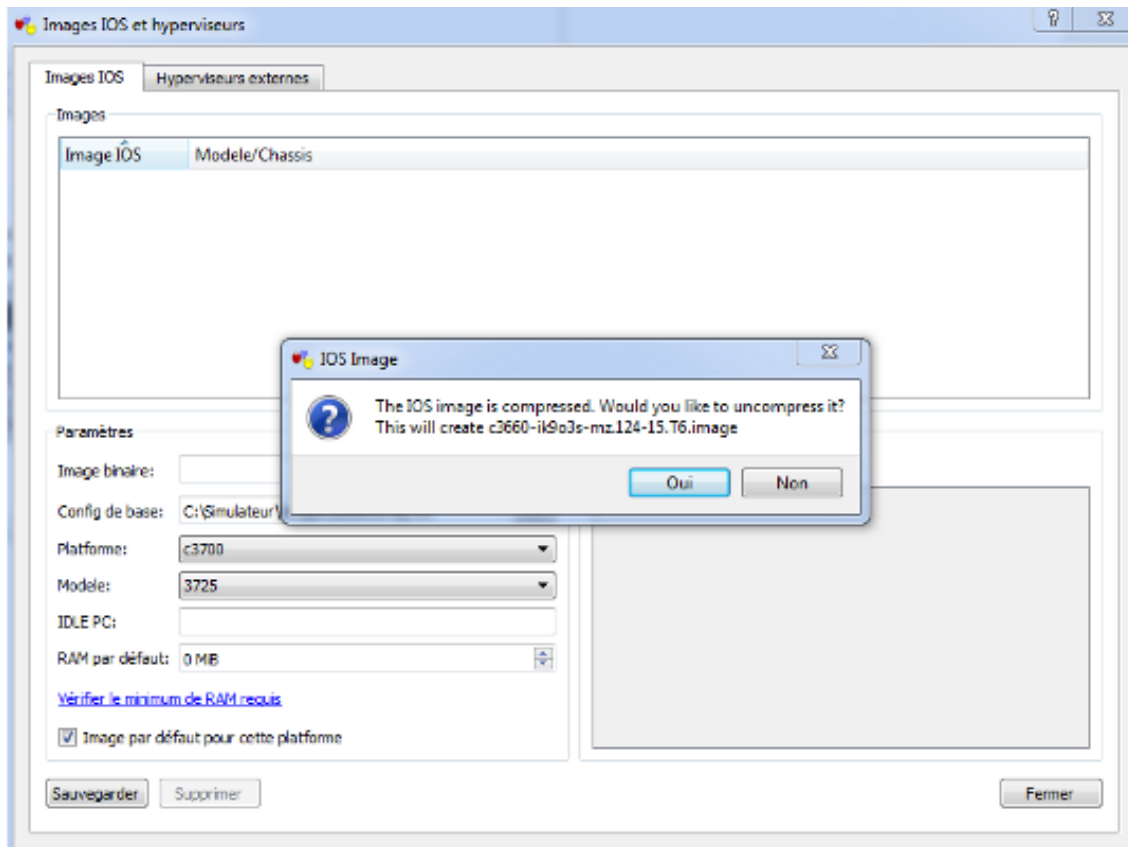 Images IOS et hyperviseurs
Images IOS
Hyperviseurs externes
Images
Image IOS
Modele/Chassis
IOS Image
The IOS image is compressed. Would you like to uncompress it?
This will create c3660-ik9o3s-mz.124-15.T6.image
Oui
Non
Paramètres
Image binaire:
Config de base: C:\Simulateur\
Platforme: c3700
Modele: 3725
IDLE PC:
RAM par défaut: 0 MiB
Vérifier le minimum de RAM requis
Image par défaut pour cette platforme
Sauvegarder
Supprimer
Fermer